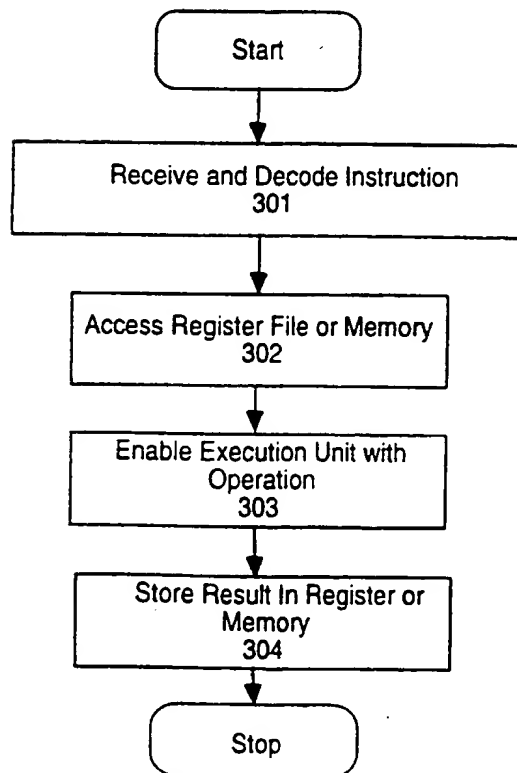 Start
Receive and Decode Instruction
301
Access Register File or Memory
302
Enable Execution Unit with
Operation
303
Store Result In Register or
Memory
304
Stop